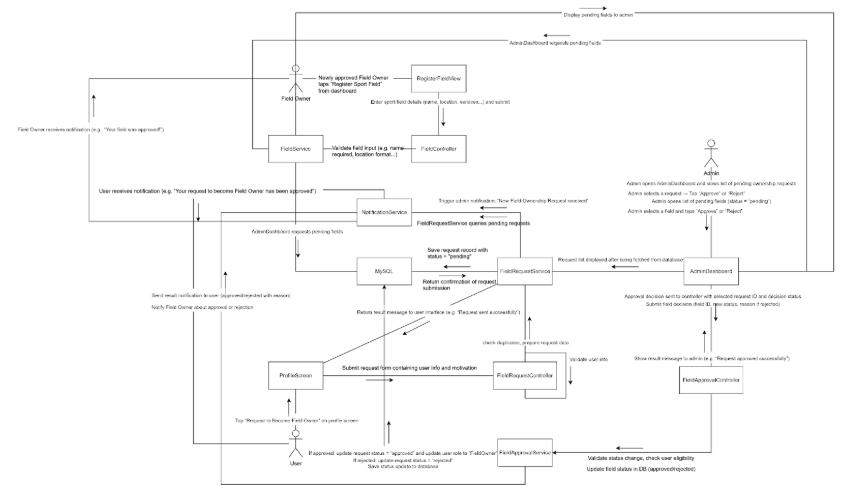 Display pending fields to admin
AdminDashboard requests pending fields
Newly approved Field Owner
taps "Register Sport Field"
from dashboard
RegisterFieldView
Field Owner
Enter sport field details (name, location, services...) and submit
Field Owner receives notification (e.g. "Your field was approved!")
FieldService
Validate field input (e.g. name
required, location format...)
FieldController
Admin
Admin opens AdminDashboard and views list of pending ownership requests
Admin selects a request → Tap "Approve" or "Reject"
Admin opens list of pending fields (status = "pending")
Admin selects a field and taps "Approve" or "Reject"
User receives notification (e.g. "Your request to become Field Owner has been approved")
Trigger admin notification: "New Field Ownership Request received"
NotificationService
FieldRequestService queries pending requests
AdminDashboard requests pending fields
Save request record with
status = "pending"
MySQL
FieldRequestService
Request list displayed after being fetched from database
AdminDashboard
Return confirmation of request
submission
Send result notification to user (approved/rejected with reason)
Notify Field Owner about approval or rejection
Approval decision sent to controller with selected request ID and decision status
Submit field decision (field ID, new status, reason if rejected)
Return result message to user interface (e.g. "Request sent successfully")
check duplicates, prepare request data
Validate user info
Show result message to admin (e.g. "Request approved successfully")
ProfileScreen
Submit request form containing user info and motivation
FieldRequestController
FieldApprovalController
Tap "Request to Become Field Owner" on profile screen
User
If approved: update request status = "approved" and update user role to "FieldOwner"
If rejected: update request status = "rejected"
Save status update to database
FieldApprovalService
Validate status change, check user eligibility
Update field status in DB (approved/rejected)